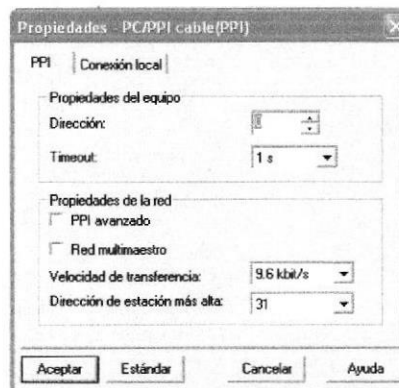 Propiedades - PC/PPI cable(PPI)
PPI Conexión local
Propiedades del equipo
Dirección:
Timeout: 1 s
Propiedades de la red
PPI avanzado
Red multimaestro
Velocidad de transferencia: 9.6 kbit/s
Dirección de estación más alta: 31
Aceptar Estándar Cancelar Ayuda